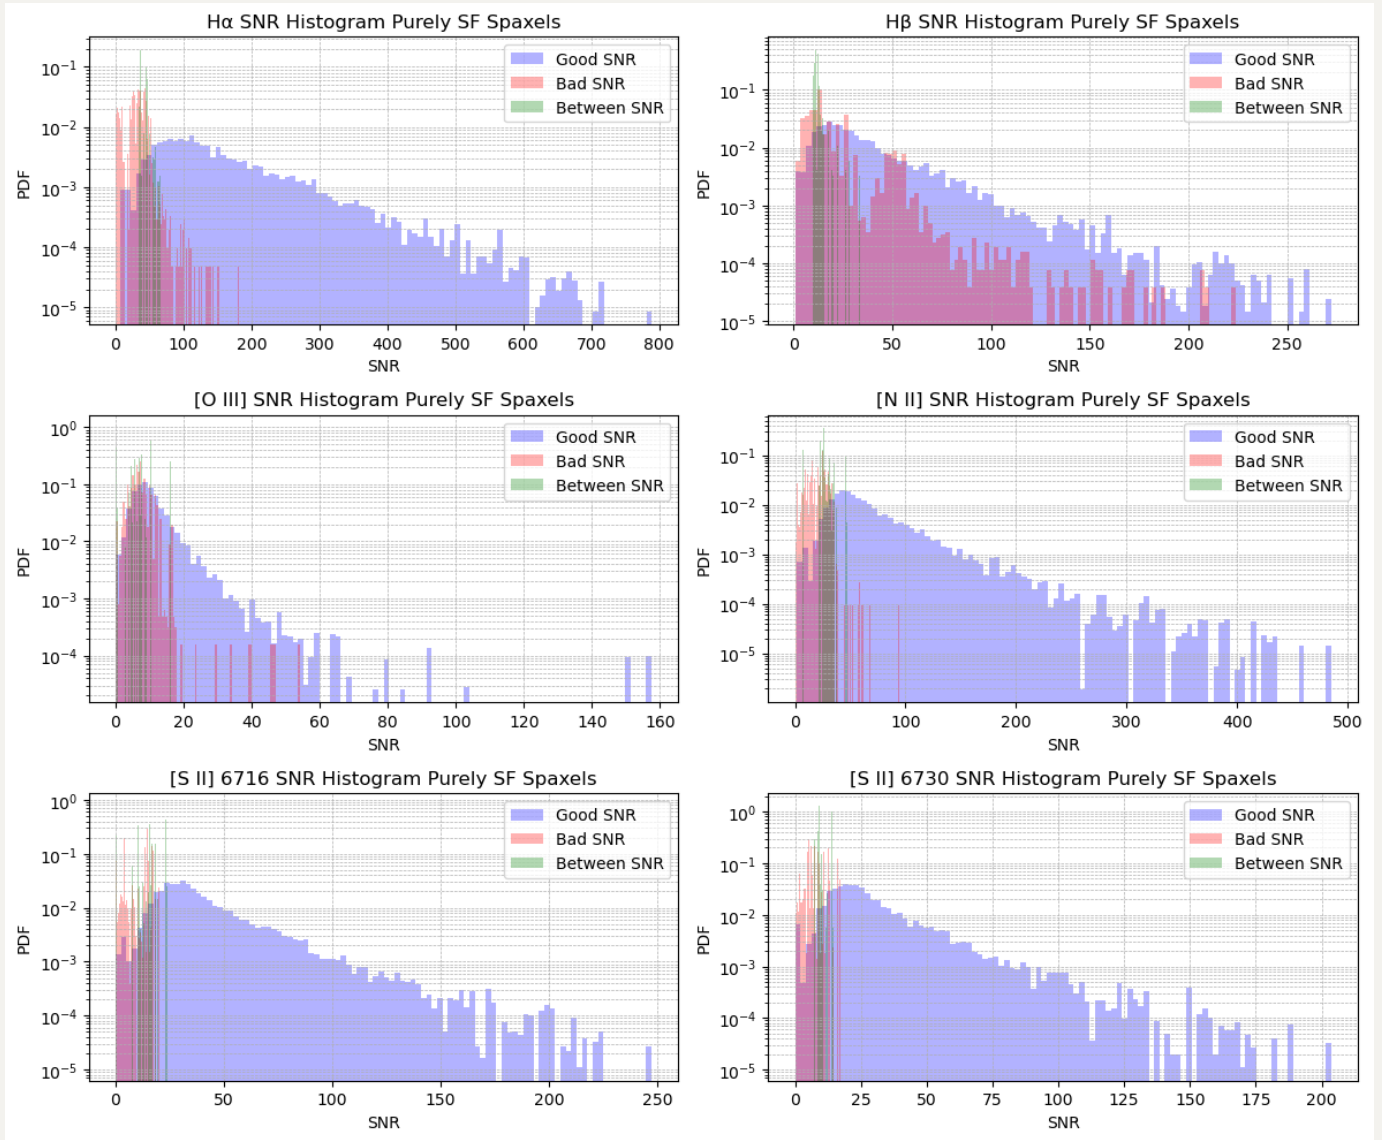 Hα SNR Histogram Purely SF Spaxels
Good SNR
Bad SNR
Between SNR
10⁻¹
10⁻²
10⁻³
10⁻⁴
10⁻⁵
PDF
0 100 200 300 400 500 600 700 800
SNR
Hβ SNR Histogram Purely SF Spaxels
Good SNR
Bad SNR
Between SNR
10⁻¹
10⁻²
10⁻³
10⁻⁴
10⁻⁵
PDF
0 50 100 150 200 250
SNR
[O III] SNR Histogram Purely SF Spaxels
Good SNR
Bad SNR
Between SNR
10⁰
10⁻¹
10⁻²
10⁻³
10⁻⁴
PDF
0 20 40 60 80 100 120 140 160
SNR
[N II] SNR Histogram Purely SF Spaxels
Good SNR
Bad SNR
Between SNR
10⁻¹
10⁻²
10⁻³
10⁻⁴
10⁻⁵
PDF
0 100 200 300 400 500
SNR
[S II] 6716 SNR Histogram Purely SF Spaxels
Good SNR
Bad SNR
Between SNR
10⁰
10⁻¹
10⁻²
10⁻³
10⁻⁴
10⁻⁵
PDF
0 50 100 150 200 250
SNR
[S II] 6730 SNR Histogram Purely SF Spaxels
Good SNR
Bad SNR
Between SNR
10⁰
10⁻¹
10⁻²
10⁻³
10⁻⁴
10⁻⁵
PDF
0 25 50 75 100 125 150 175 200
SNR